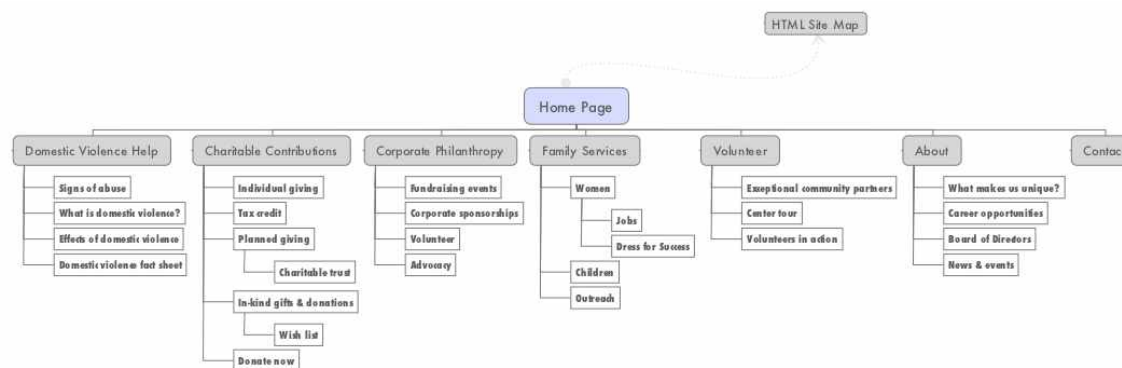 HTML Site Map
Home Page
Domestic Violence Help
Charitable Contributions
Corporate Philanthropy
Family Services
Volunteer
About
Contac
Signs of abuse
What is domestic violence?
Effects of domestic violence
Domestic violence fact sheet
Individual giving
Tax credit
Planned giving
Charitable trust
In-kind gifts & donations
Wish list
Donate now
Fundraising events
Corporate sponsorships
Volunteer
Advocacy
Women
Jobs
Dress for Success
Children
Outreach
Exceptional community partners
Center tour
Volunteers in action
What makes us unique?
Career opportunities
Board of Directors
News & events